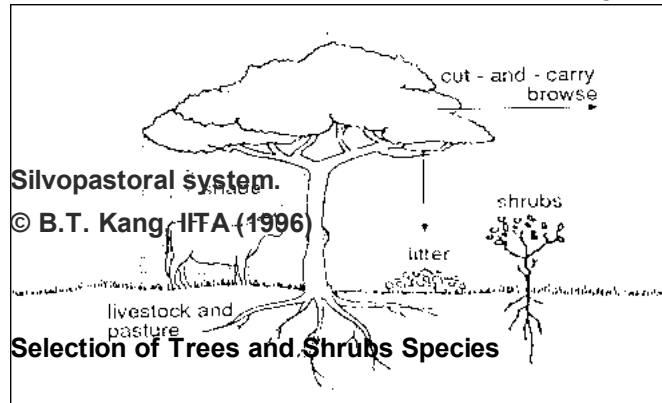 cut - and - carry
browse
Silvopastoral system.
shade
© B.T. Kang, IITA (1996)
shrubs
litter
livestock and
pasture
Selection of Trees and Shrubs Species